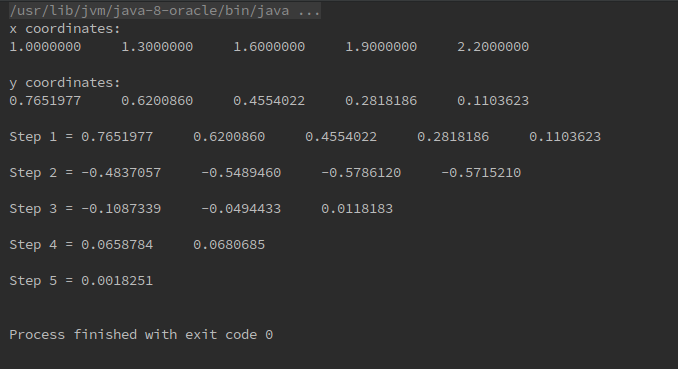 /usr/lib/jvm/java-8-oracle/bin/java ...
x coordinates:
1.0000000 1.3000000 1.6000000 1.9000000 2.2000000
y coordinates:
0.7651977 0.6200860 0.4554022 0.2818186 0.1103623
Step 1 = 0.7651977 0.6200860 0.4554022 0.2818186 0.1103623
Step 2 = -0.4837057 -0.5489460 -0.5786120 -0.5715210
Step 3 = -0.1087339 -0.0494433 0.0118183
Step 4 = 0.0658784 0.0680685
Step 5 = 0.0018251
Process finished with exit code 0